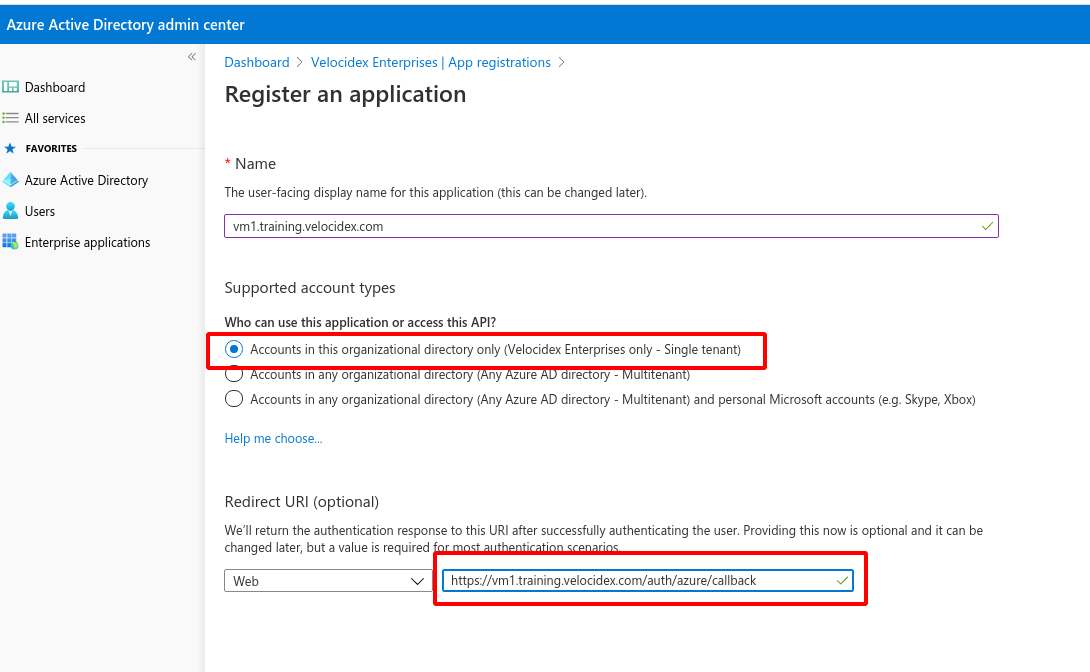 Azure Active Directory admin center
«
Dashboard > Velocidex Enterprises | App registrations >
Register an application
Dashboard
All services
FAVORITES
Azure Active Directory
Users
Enterprise applications
* Name
The user-facing display name for this application (this can be changed later).
vm1.training.velocidex.com
Supported account types
Who can use this application or access this API?
Accounts in this organizational directory only (Velocidex Enterprises only - Single tenant)
Accounts in any organizational directory (Any Azure AD directory - Multitenant)
Accounts in any organizational directory (Any Azure AD directory - Multitenant) and personal Microsoft accounts (e.g. Skype, Xbox)
Help me choose...
Redirect URI (optional)
We'll return the authentication response to this URI after successfully authenticating the user. Providing this now is optional and it can be
changed later, but a value is required for most authentication scenarios.
Web
https://vm1.training.velocidex.com/auth/azure/callback